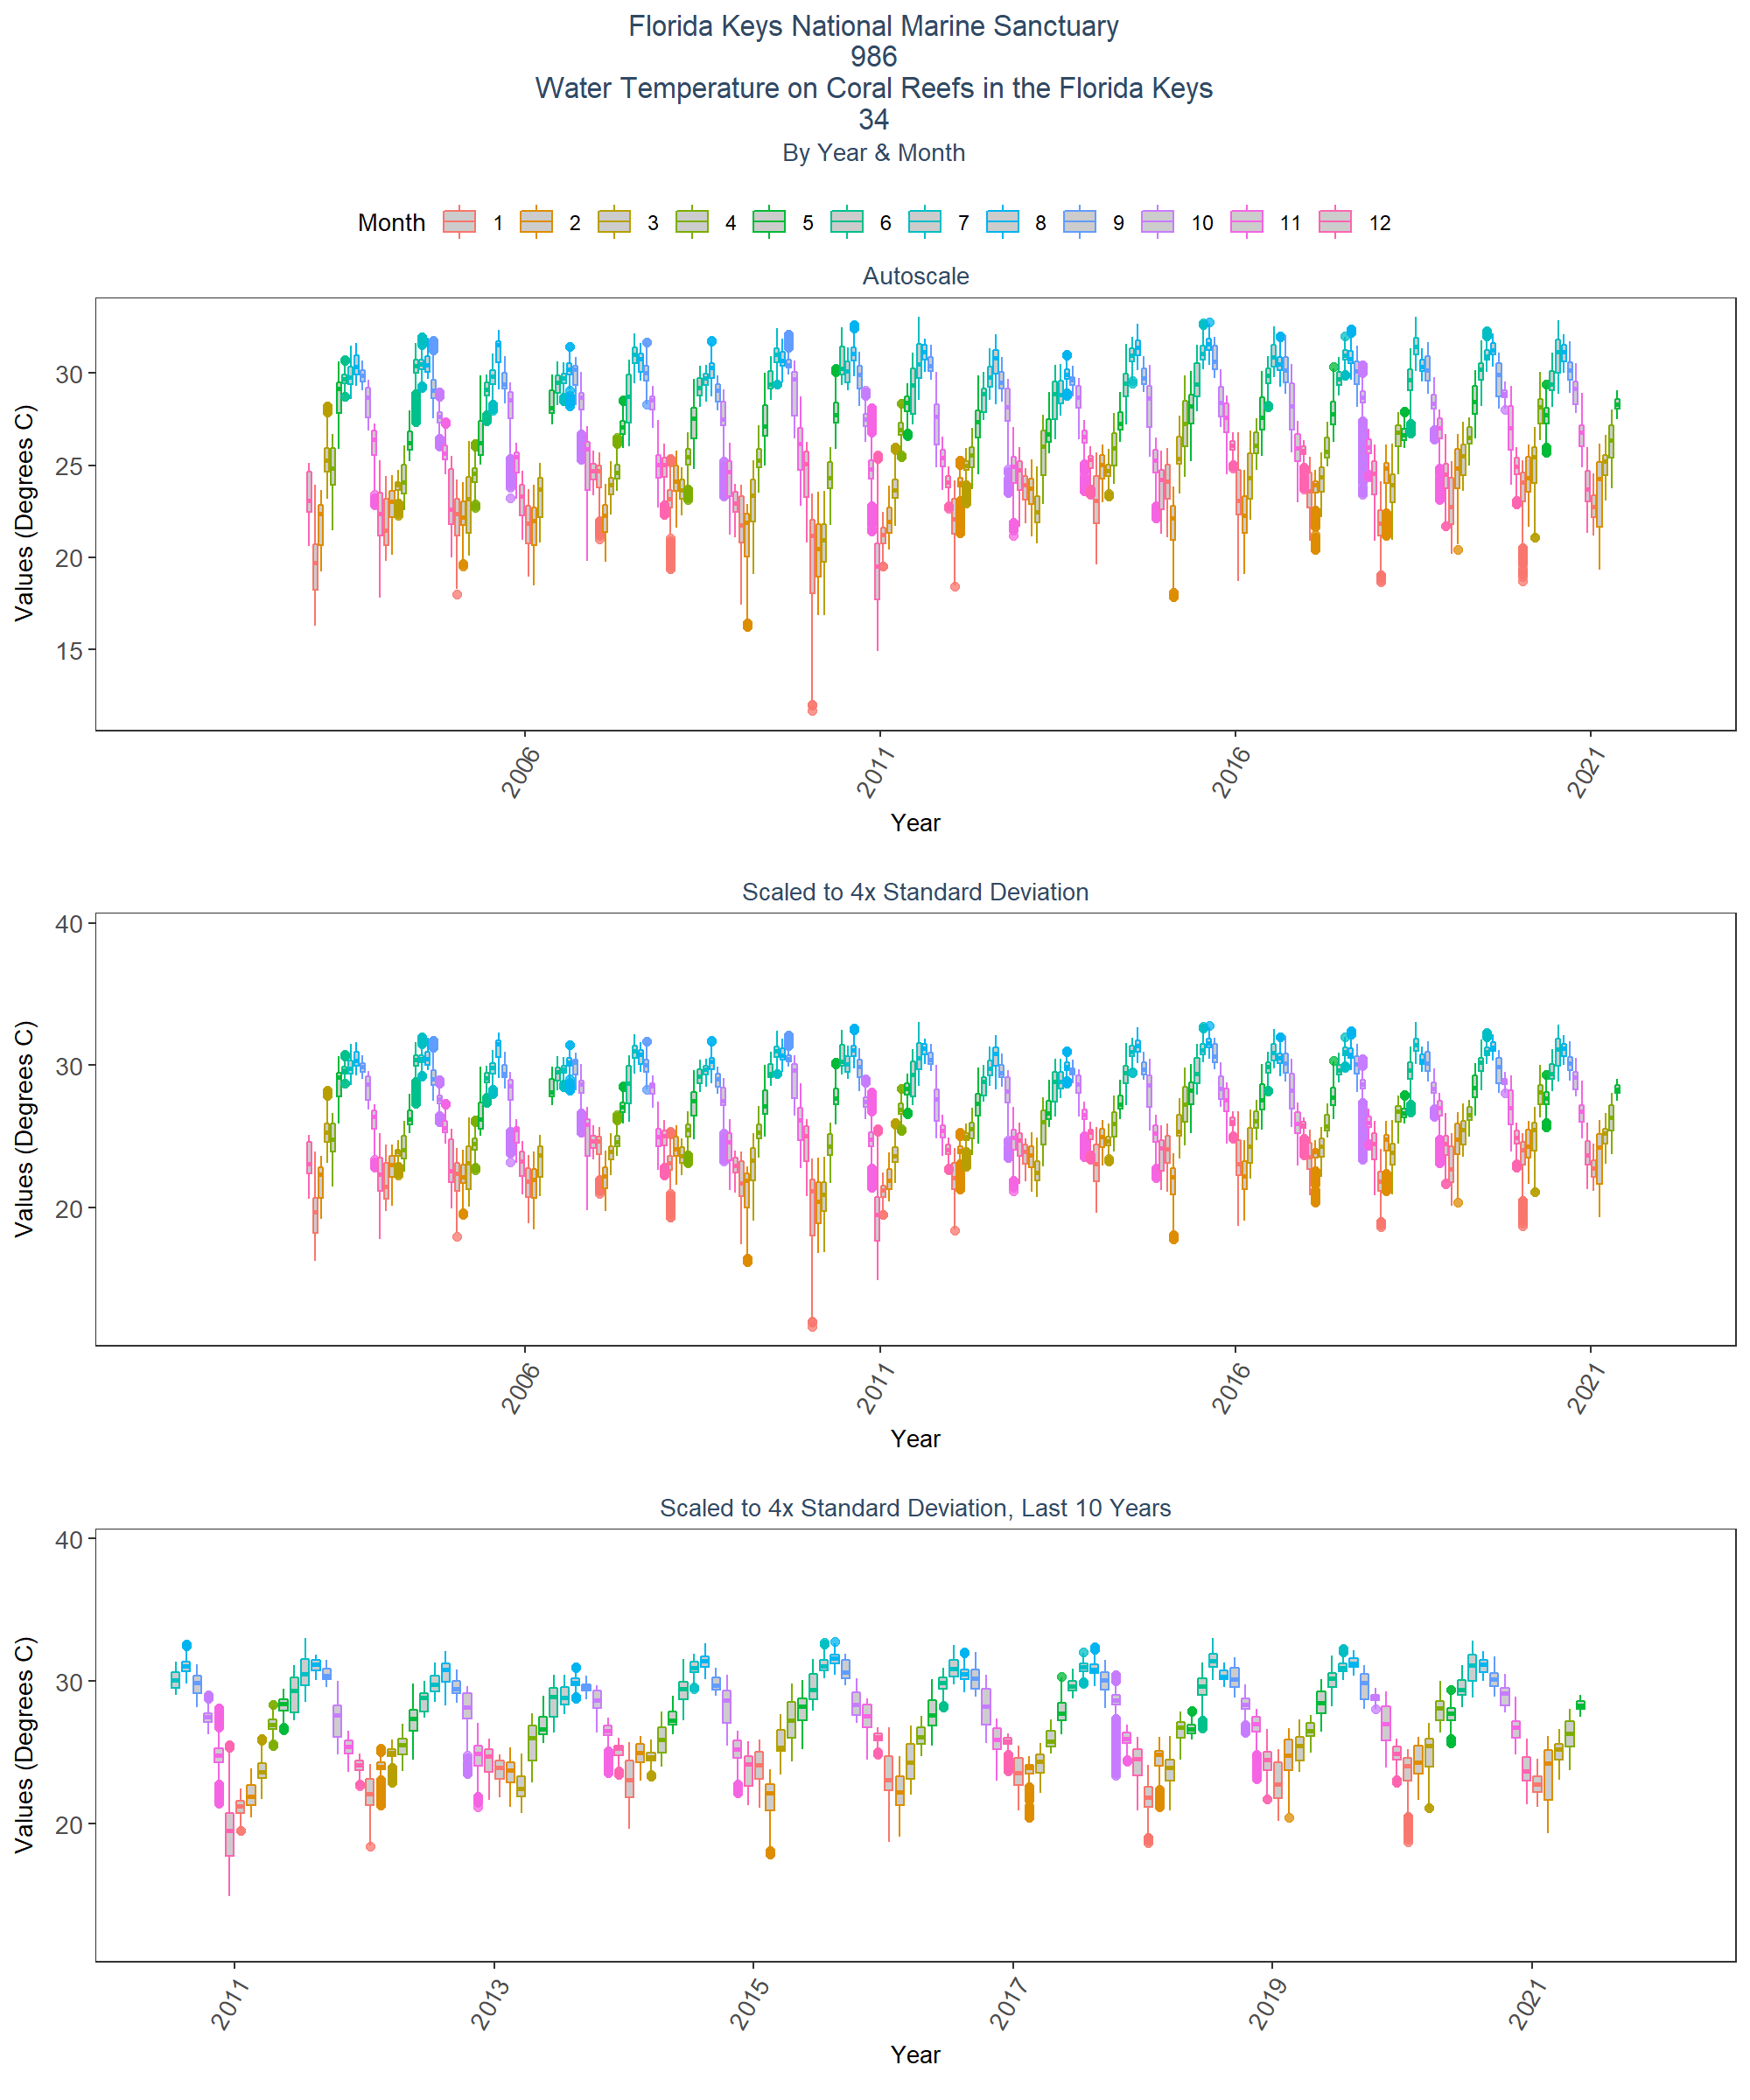 Florida Keys National Marine Sanctuary
986
Water Temperature on Coral Reefs in the Florida Keys
34
By Year & Month
Month 1 2 3 4 5 6 7 8 9 10 11 12
Autoscale
Values (Degrees C)
30
25
20
15
2006 2011 2016 2021
Year
Scaled to 4x Standard Deviation
Values (Degrees C)
40
30
20
2006 2011 2016 2021
Year
Scaled to 4x Standard Deviation, Last 10 Years
Values (Degrees C)
40
30
20
2011 2013 2015 2017 2019 2021
Year